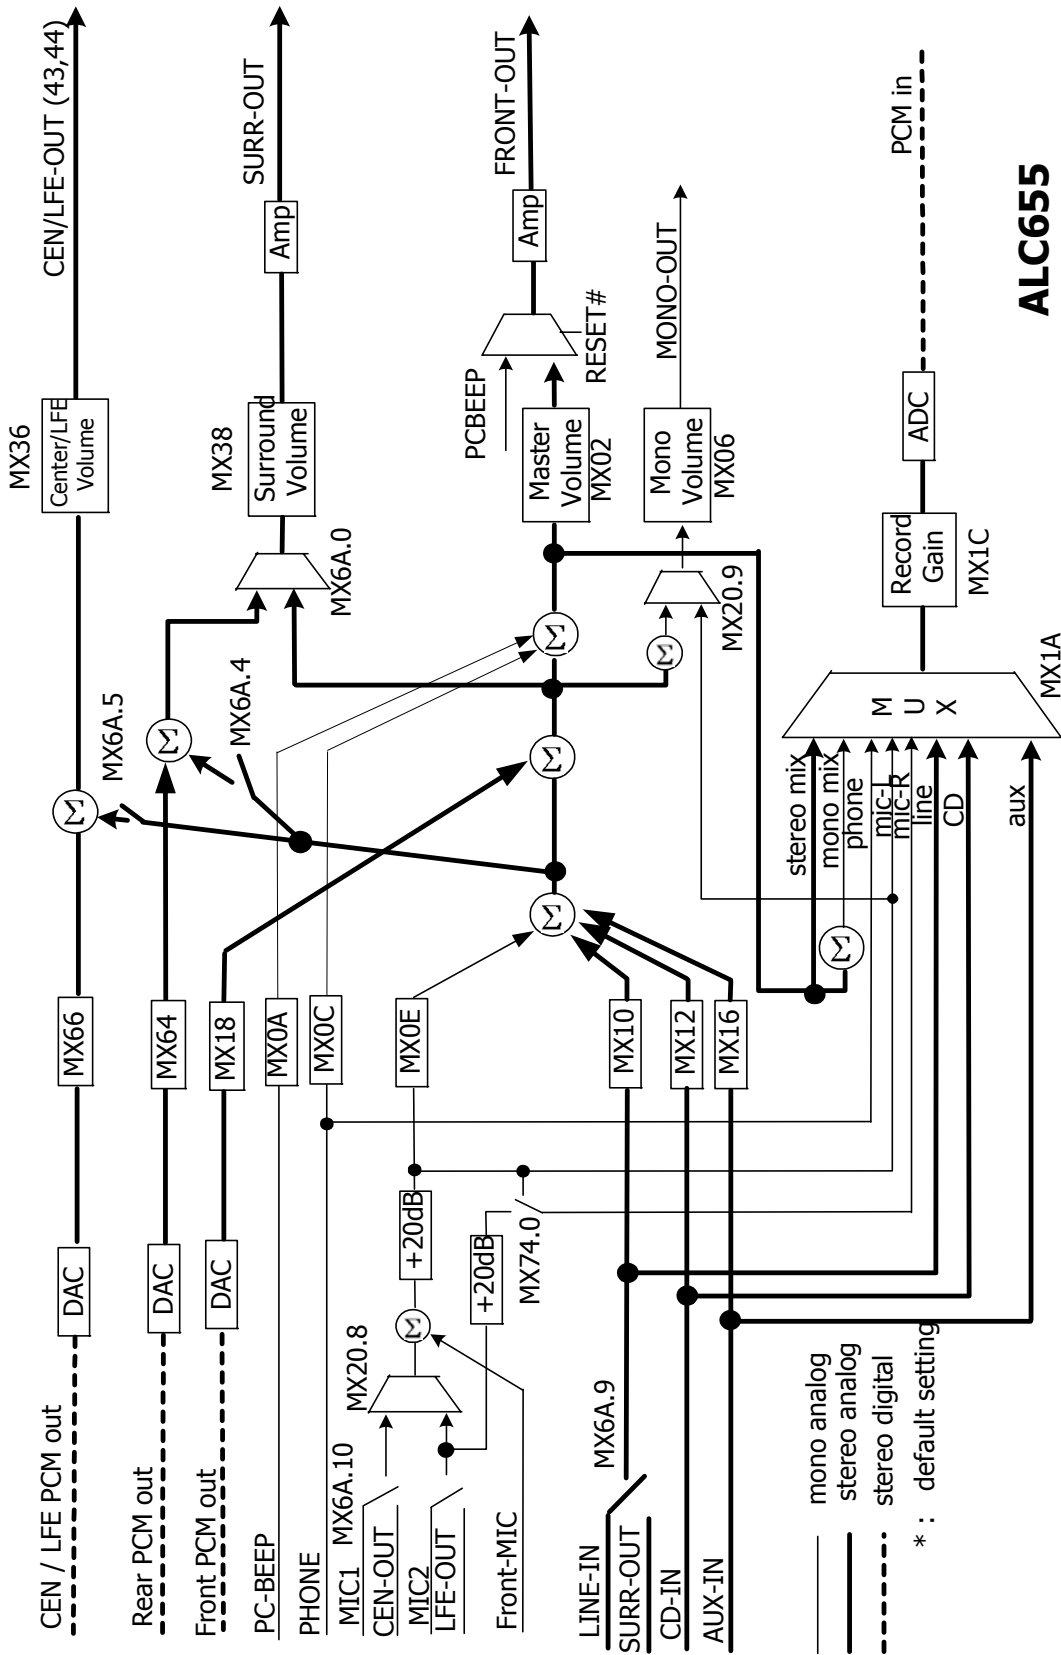 CEN / LFE PCM out
DAC
MX66
Σ
MX6A.5
MX36
Center/LFE
Volume
CEN/LFE-OUT (43,44)
Rear PCM out
DAC
MX64
Σ
MX6A.4
MX6A.0
MX38
Surround
Volume
Amp
SURR-OUT
Front PCM out
DAC
MX18
Σ
PC-BEEP
MX0A
PHONE
MX0C
Σ
Master
Volume
MX02
PCBEEP
RESET#
Amp
FRONT-OUT
MIC1
CEN-OUT
MX6A.10
MIC2
LFE-OUT
MX20.8
Σ
+20dB
MX0E
Σ
Front-MIC
+20dB
MX74.0
Σ
MX20.9
Mono
Volume
MX06
MONO-OUT
LINE-IN
SURR-OUT
MX6A.9
MX10
CD-IN
MX12
AUX-IN
MX16
Σ
stereo mix
mono mix
phone
mic-L
mic-R
line
CD
aux
M
U
X
MX1A
Record
Gain
MX1C
ADC
PCM in
mono analog
stereo analog
stereo digital
* : default setting
ALC655